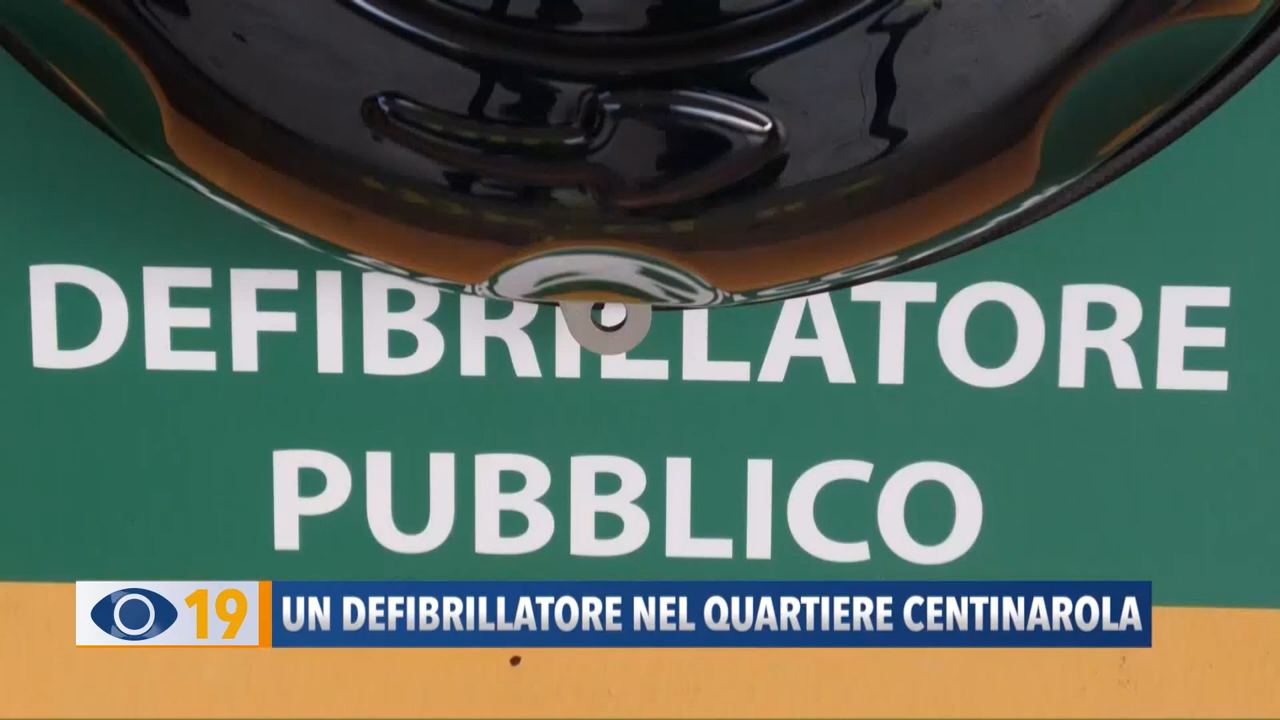 DEFIBRILLATORE
PUBBLICO
19
UN DEFIBRILLATORE NEL QUARTIERE CENTINAROLA